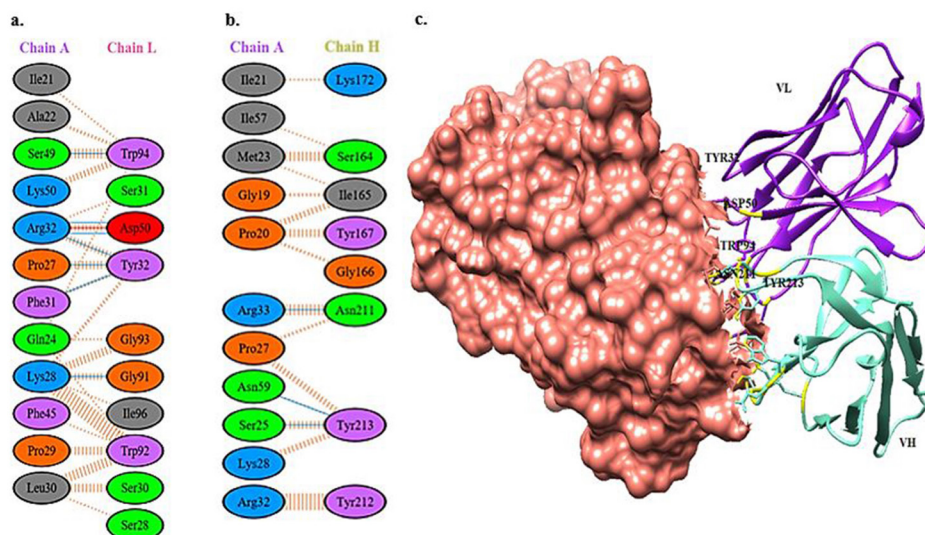 a.
b.
c.
Chain A Chain L
Ile21
Ala22
Ser49 Trp94
Lys50 Ser31
Arg32 Asp50
Pro27 Tyr32
Phe31
Gln24 Gly93
Lys28 Gly91
Phe45 Ile96
Pro29 Trp92
Leu30 Ser30
Ser28
Chain A Chain H
Ile21 Lys172
Ile57
Met23 Ser164
Gly19 Ile165
Pro20 Tyr167
Gly166
Arg33 Asn211
Pro27
Asn59
Ser25 Tyr213
Lys28
Arg32 Tyr212
VL
TYR32
ASP50
TRP94
ASN211 TYR213
VH